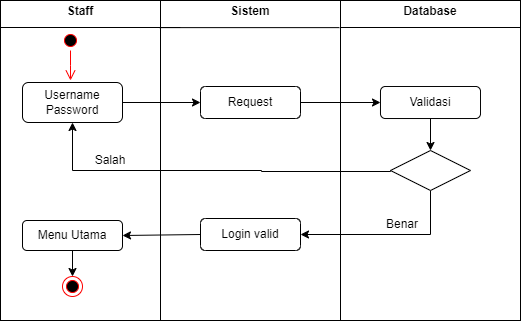 Staff
Sistem
Database
Username
Password
Request
Validasi
Salah
Benar
Menu Utama
Login valid